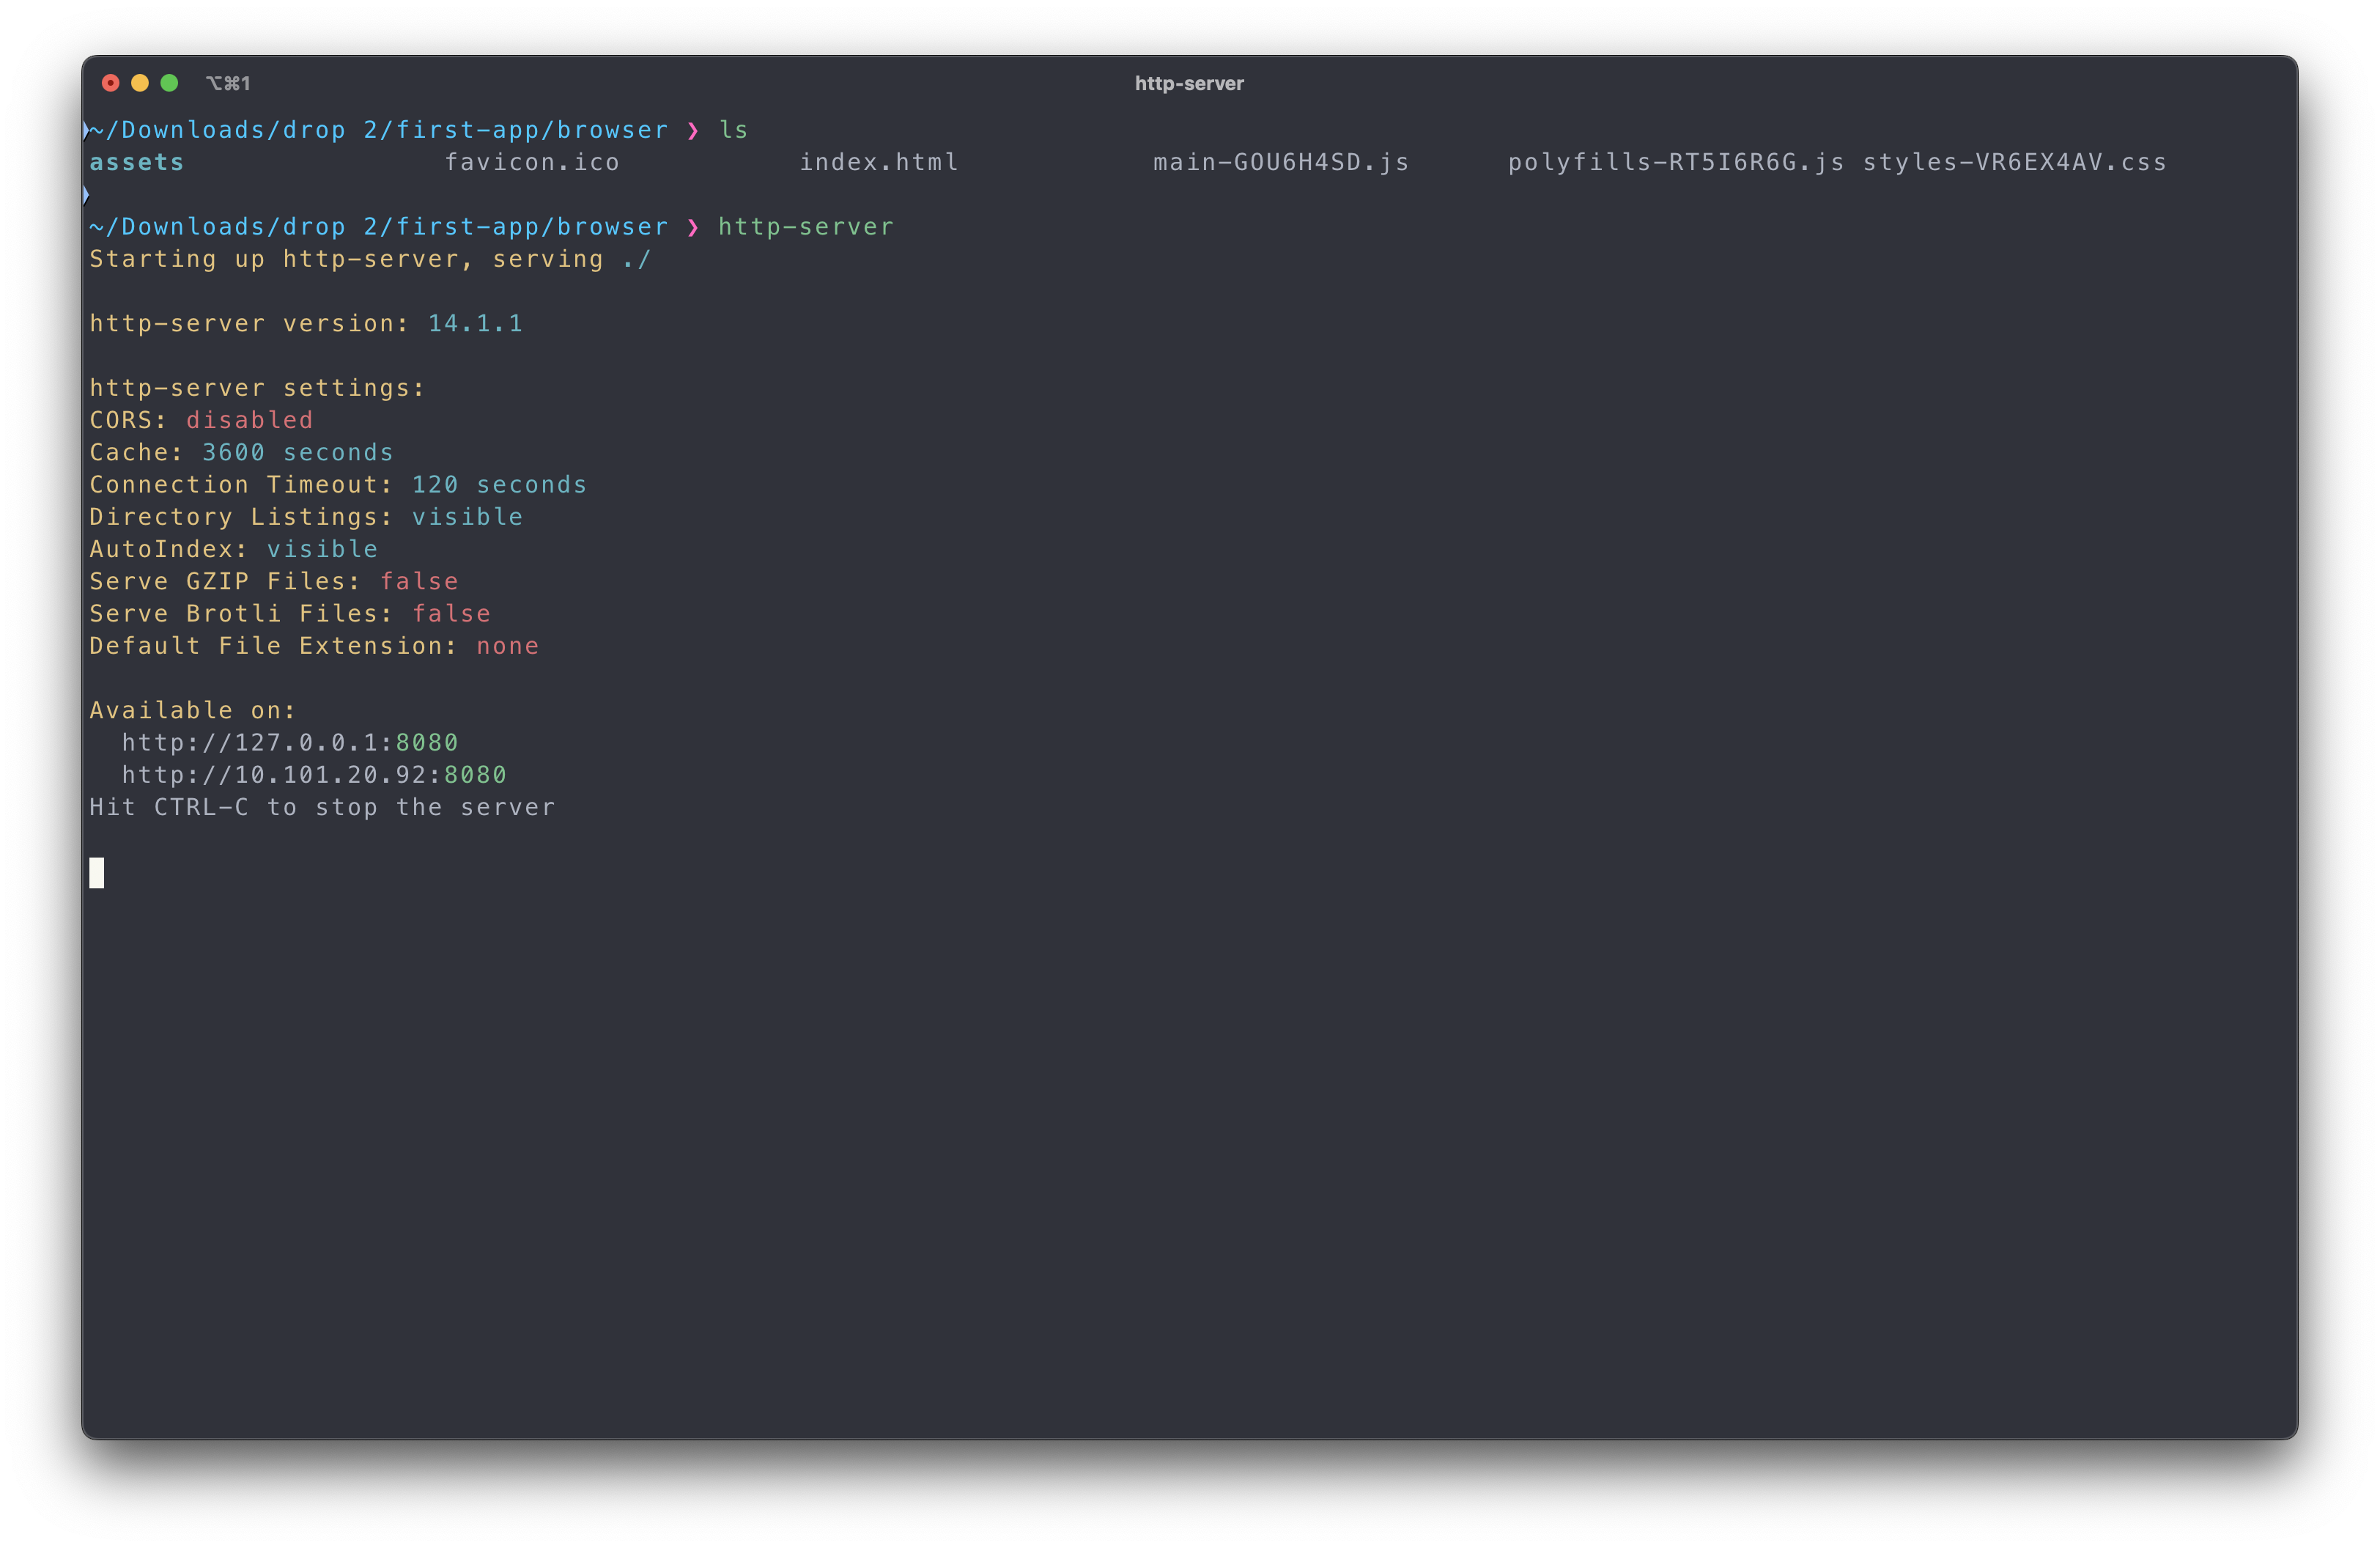 ⌥⌘1 http-server
~/Downloads/drop 2/first-app/browser ❯ ls
assets favicon.ico index.html main-GOU6H4SD.js polyfills-RT5I6R6G.js styles-VR6EX4AV.css
~/Downloads/drop 2/first-app/browser ❯ http-server
Starting up http-server, serving ./
http-server version: 14.1.1
http-server settings:
CORS: disabled
Cache: 3600 seconds
Connection Timeout: 120 seconds
Directory Listings: visible
AutoIndex: visible
Serve GZIP Files: false
Serve Brotli Files: false
Default File Extension: none
Available on:
http://127.0.0.1:8080
http://10.101.20.92:8080
Hit CTRL-C to stop the server